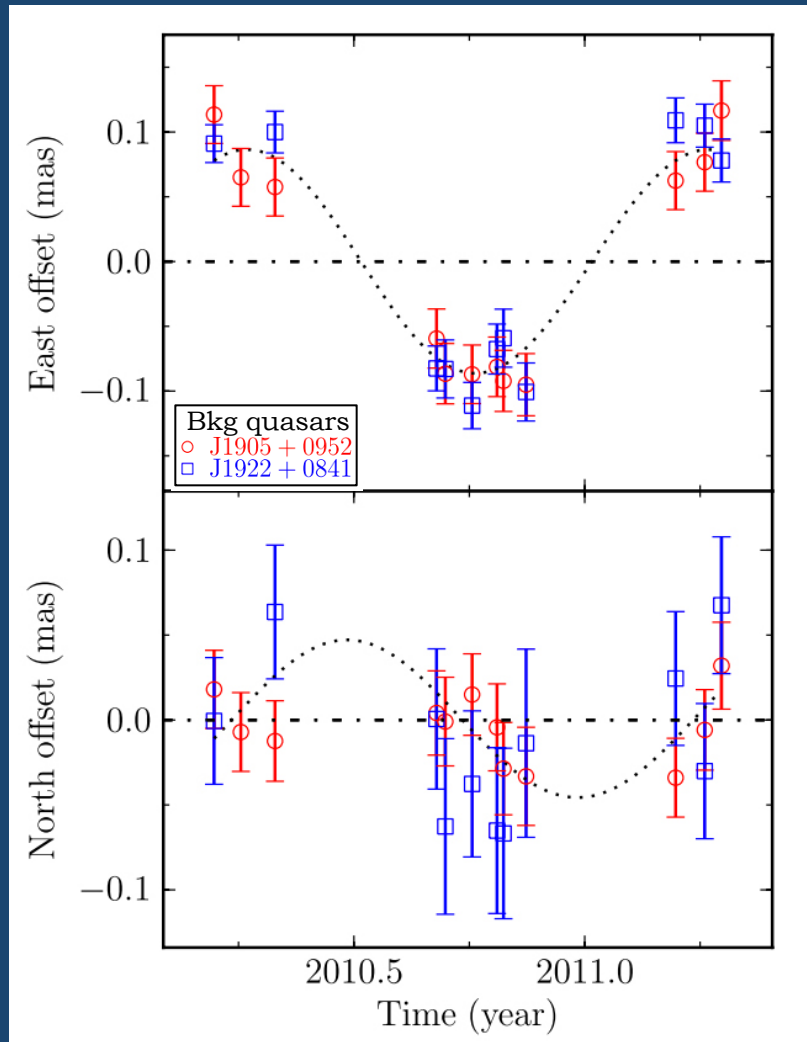 0.1
0.0
−0.1
East offset (mas)
Bkg quasars
J1905 + 0952
J1922 + 0841
0.1
0.0
−0.1
North offset (mas)
2010.5 2011.0
Time (year)